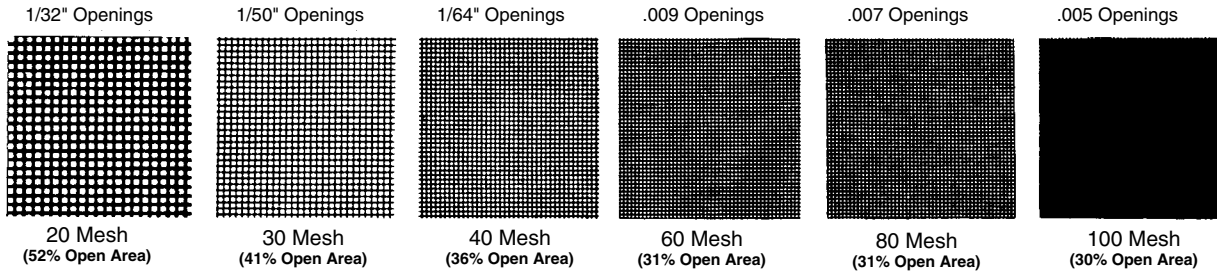 1/32" Openings
1/50" Openings
1/64" Openings
.009 Openings
.007 Openings
.005 Openings
20 Mesh
(52% Open Area)
30 Mesh
(41% Open Area)
40 Mesh
(36% Open Area)
60 Mesh
(31% Open Area)
80 Mesh
(31% Open Area)
100 Mesh
(30% Open Area)